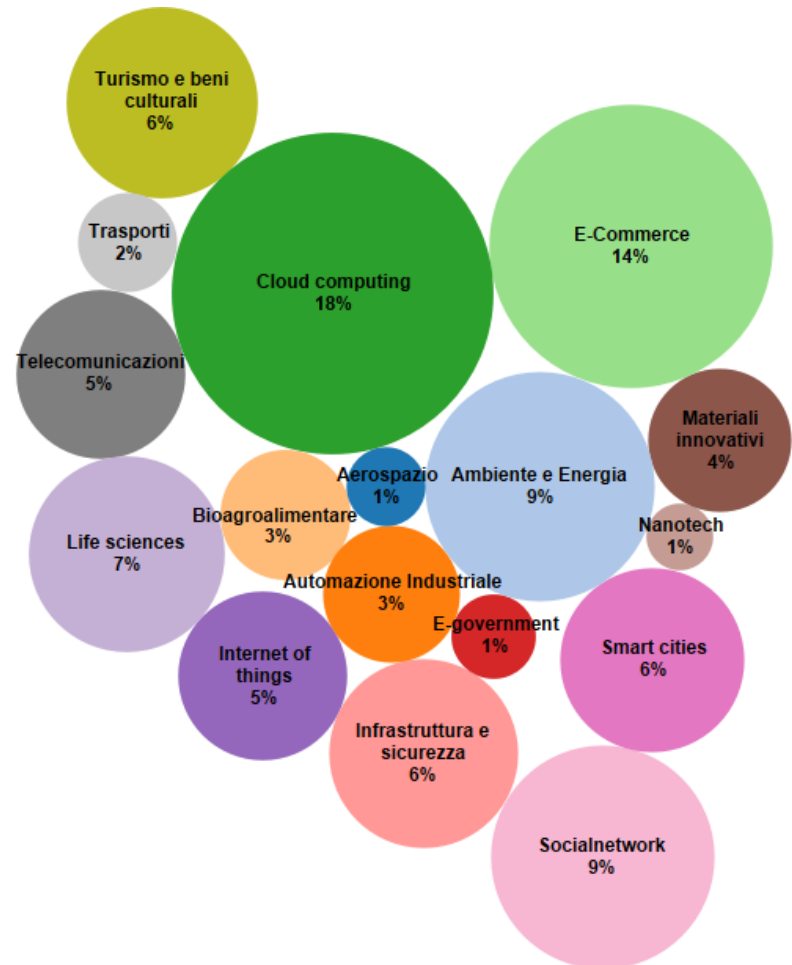 Turismo e beni
culturali
6%
Trasporti
2%
Cloud computing
18%
E-Commerce
14%
Telecomunicazioni
5%
Materiali
innovativi
4%
Aerospazio
1%
Ambiente e Energia
9%
Bioagroalimentare
3%
Nanotech
1%
Life sciences
7%
Automazione Industriale
3%
E-government
1%
Smart cities
6%
Internet of
things
5%
Infrastruttura e
sicurezza
6%
Socialnetwork
9%